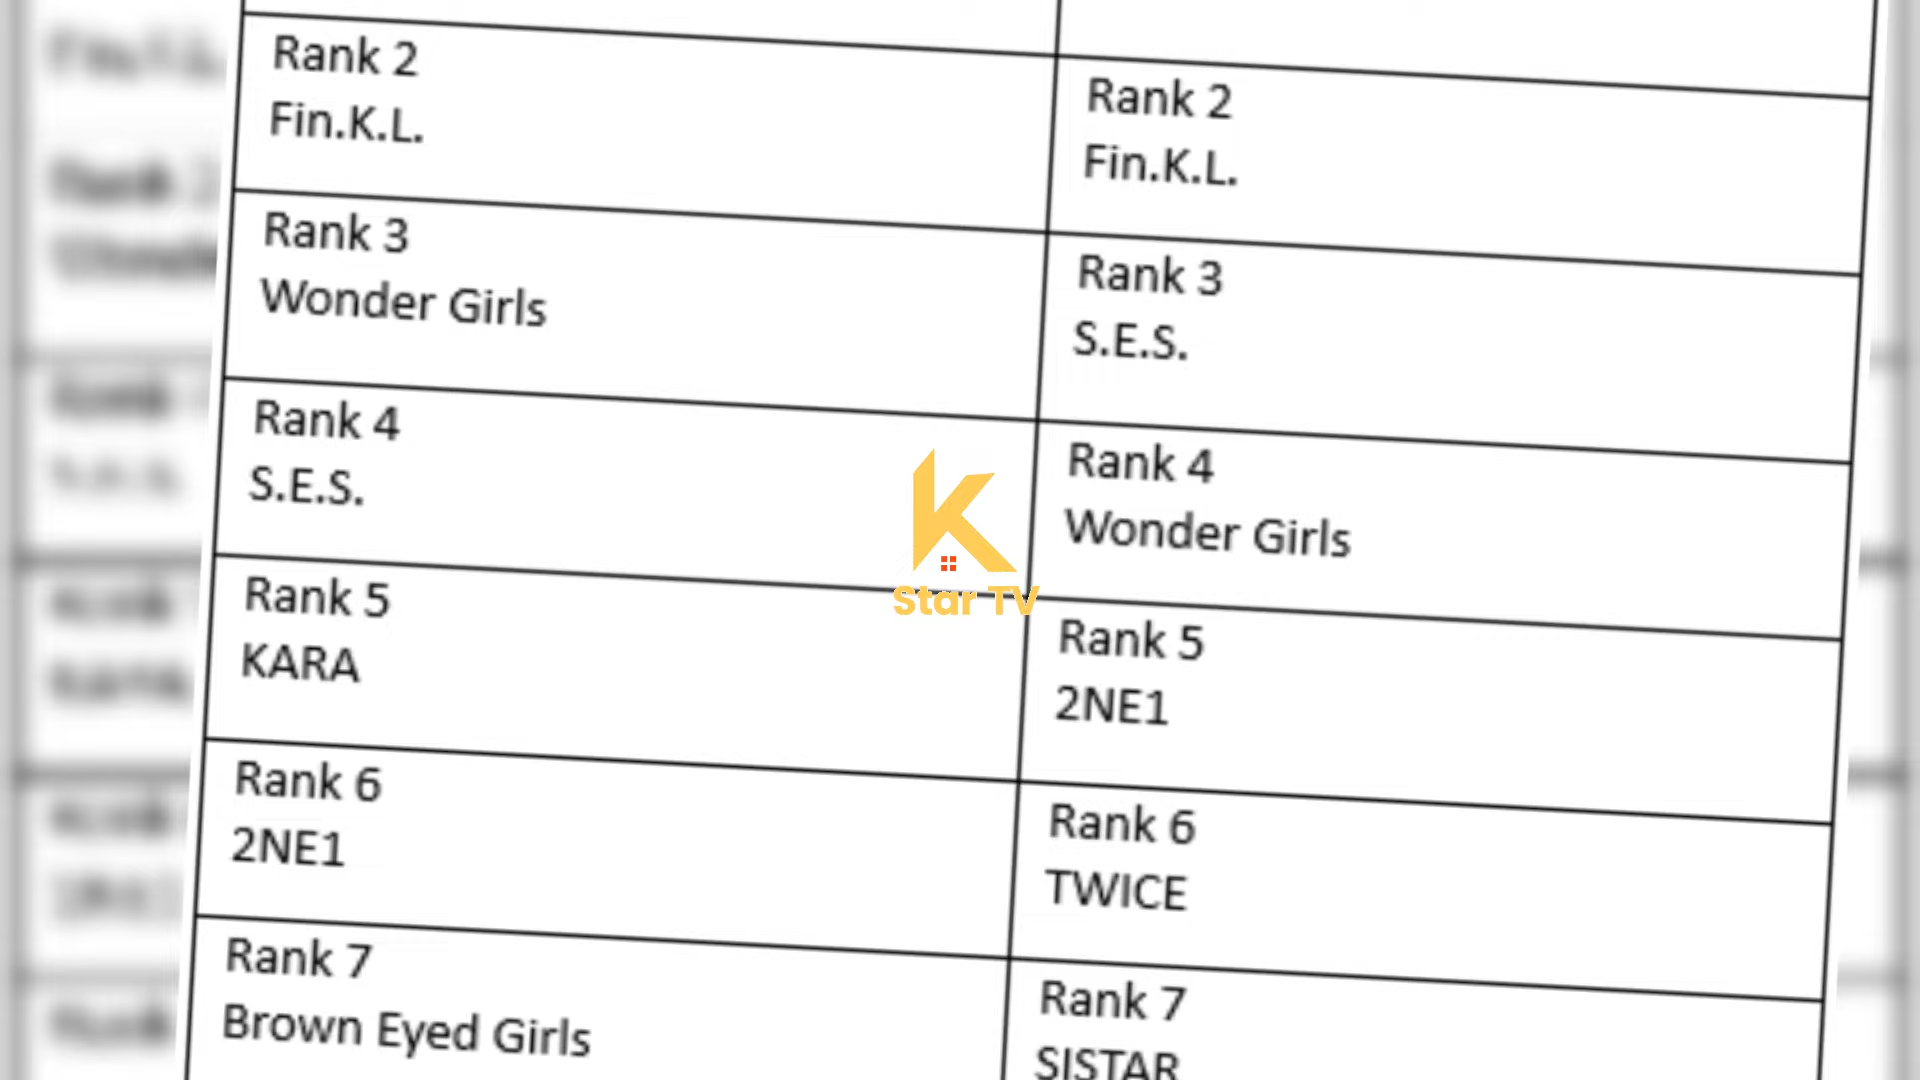 Rank 2
Fin.K.L.
Rank 2
Fin.K.L.
Rank 3
Wonder Girls
Rank 3
S.E.S.
Rank 4
S.E.S.
Rank 4
Wonder Girls
Rank 5
KARA
Rank 5
2NE1
Rank 6
2NE1
Rank 6
TWICE
Rank 7
Brown Eyed Girls
Rank 7
SISTAR
K
Star TV